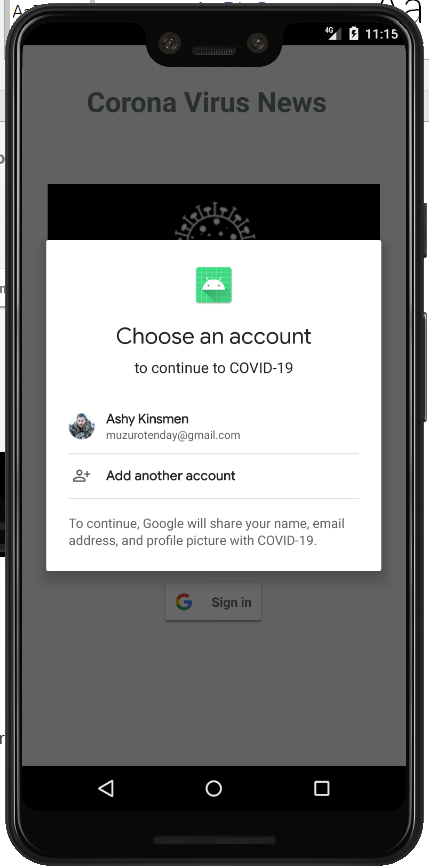 4G
11:15
Corona Virus News
Choose an account
to continue to COVID-19
Ashy Kinsmen
muzurotenday@gmail.com
Add another account
To continue, Google will share your name, email
address, and profile picture with COVID-19.
Sign in